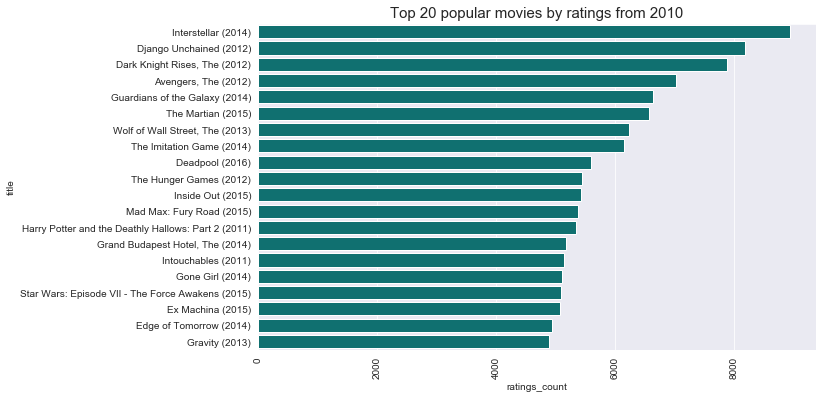 Top 20 popular movies by ratings from 2010
Interstellar (2014)
Django Unchained (2012)
Dark Knight Rises, The (2012)
Avengers, The (2012)
Guardians of the Galaxy (2014)
The Martian (2015)
Wolf of Wall Street, The (2013)
The Imitation Game (2014)
Deadpool (2016)
The Hunger Games (2012)
Inside Out (2015)
Mad Max: Fury Road (2015)
Harry Potter and the Deathly Hallows: Part 2 (2011)
Grand Budapest Hotel, The (2014)
Intouchables (2011)
Gone Girl (2014)
Star Wars: Episode VII - The Force Awakens (2015)
Ex Machina (2015)
Edge of Tomorrow (2014)
Gravity (2013)
title
0
2000
4000
6000
8000
ratings_count